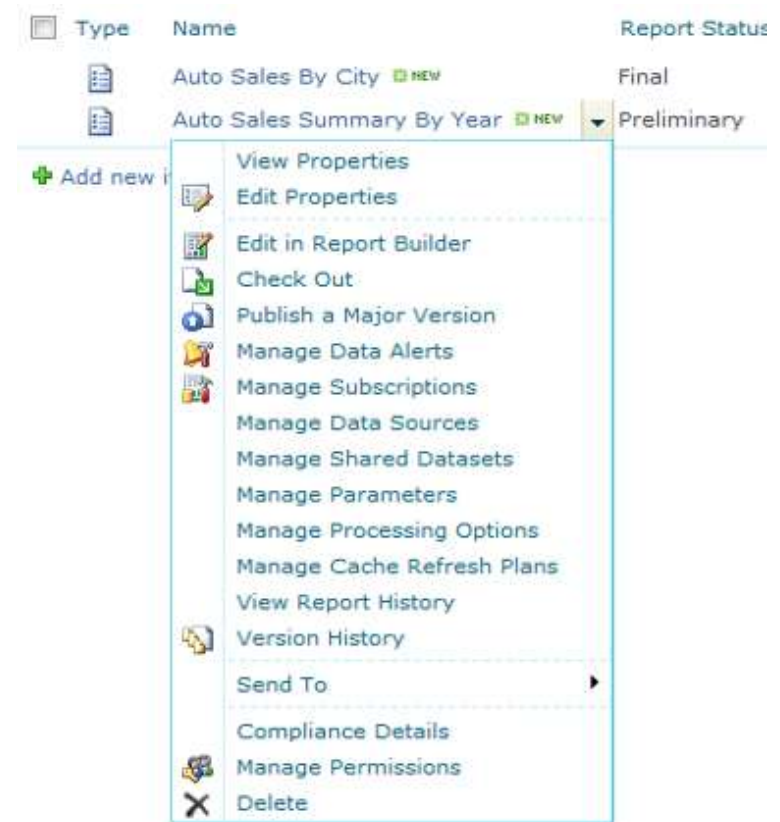 Type Name Report Status
Auto Sales By City NEW Final
Auto Sales Summary By Year NEW Preliminary
Add new i
View Properties
Edit Properties
Edit in Report Builder
Check Out
Publish a Major Version
Manage Data Alerts
Manage Subscriptions
Manage Data Sources
Manage Shared Datasets
Manage Parameters
Manage Processing Options
Manage Cache Refresh Plans
View Report History
Version History
Send To
Compliance Details
Manage Permissions
Delete